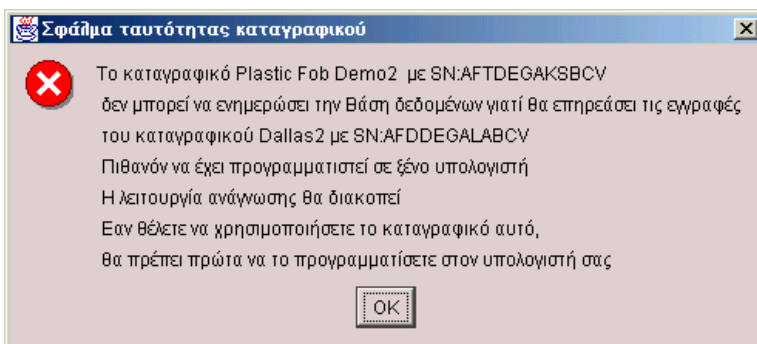 Σφάλμα ταυτότητας καταγραφικού
Το καταγραφικό Plastic Fob Demo2 με SN:AFTDEGAKSBCV
δεν μπορεί να ενημερώσει την Βάση δεδομένων γιατί θα επηρεάσει τις εγγραφές
του καταγραφικού Dallas2 με SN:AFDDEGALABCV
Πιθανόν να έχει προγραμματιστεί σε ξένο υπολογιστή
Η λειτουργία ανάγνωσης θα διακοπεί
Εαν θέλετε να χρησιμοποιήσετε το καταγραφικό αυτό,
θα πρέπει πρώτα να το προγραμματίσετε στον υπολογιστή σας
OK